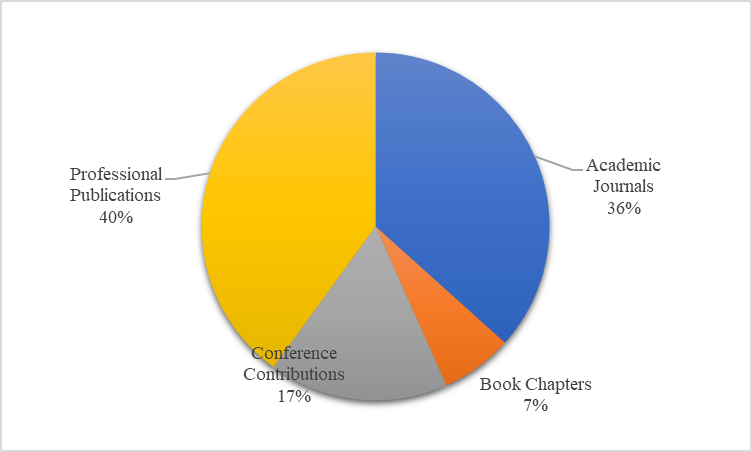 Professional
Publications
40%
Academic
Journals
36%
Conference
Contributions
17%
Book Chapters
7%